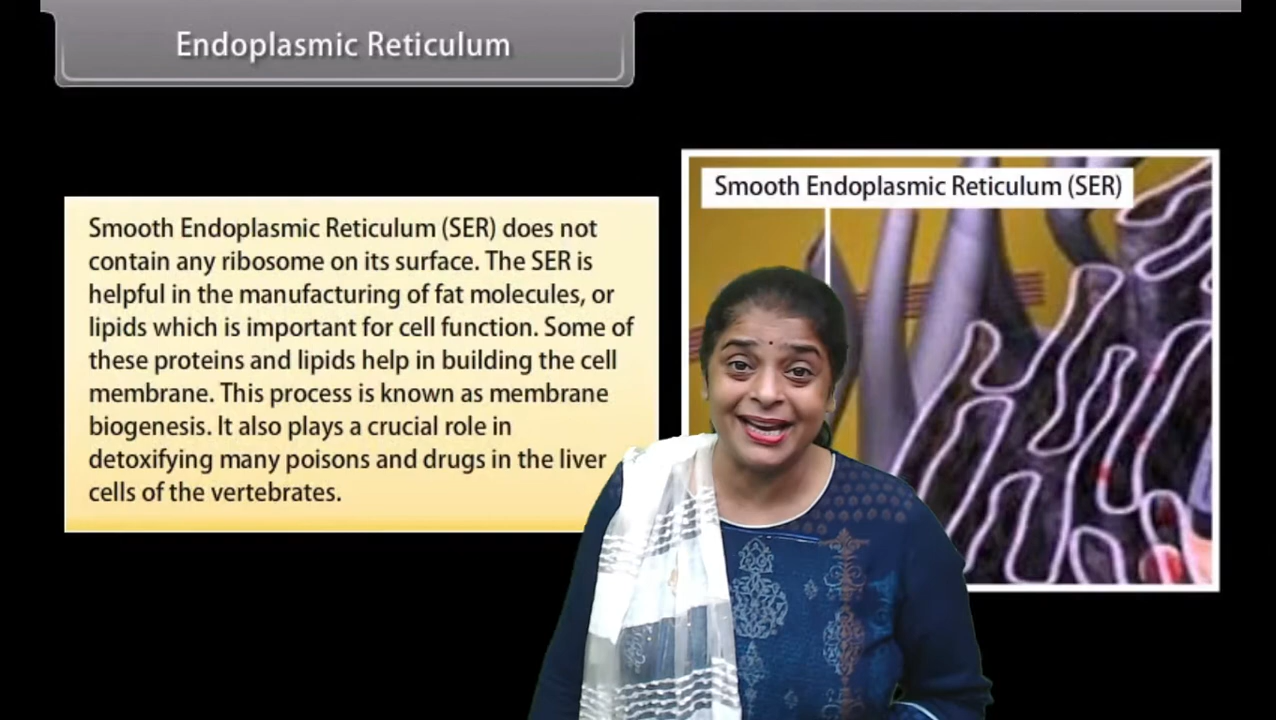 Endoplasmic Reticulum
Smooth Endoplasmic Reticulum (SER)
Smooth Endoplasmic Reticulum (SER) does not
contain any ribosome on its surface. The SER is
helpful in the manufacturing of fat molecules, or
lipids which is important for cell function. Some of
these proteins and lipids help in building the cell
membrane. This process is known as membrane
biogenesis. It also plays a crucial role in
detoxifying many poisons and drugs in the liver
cells of the vertebrates.